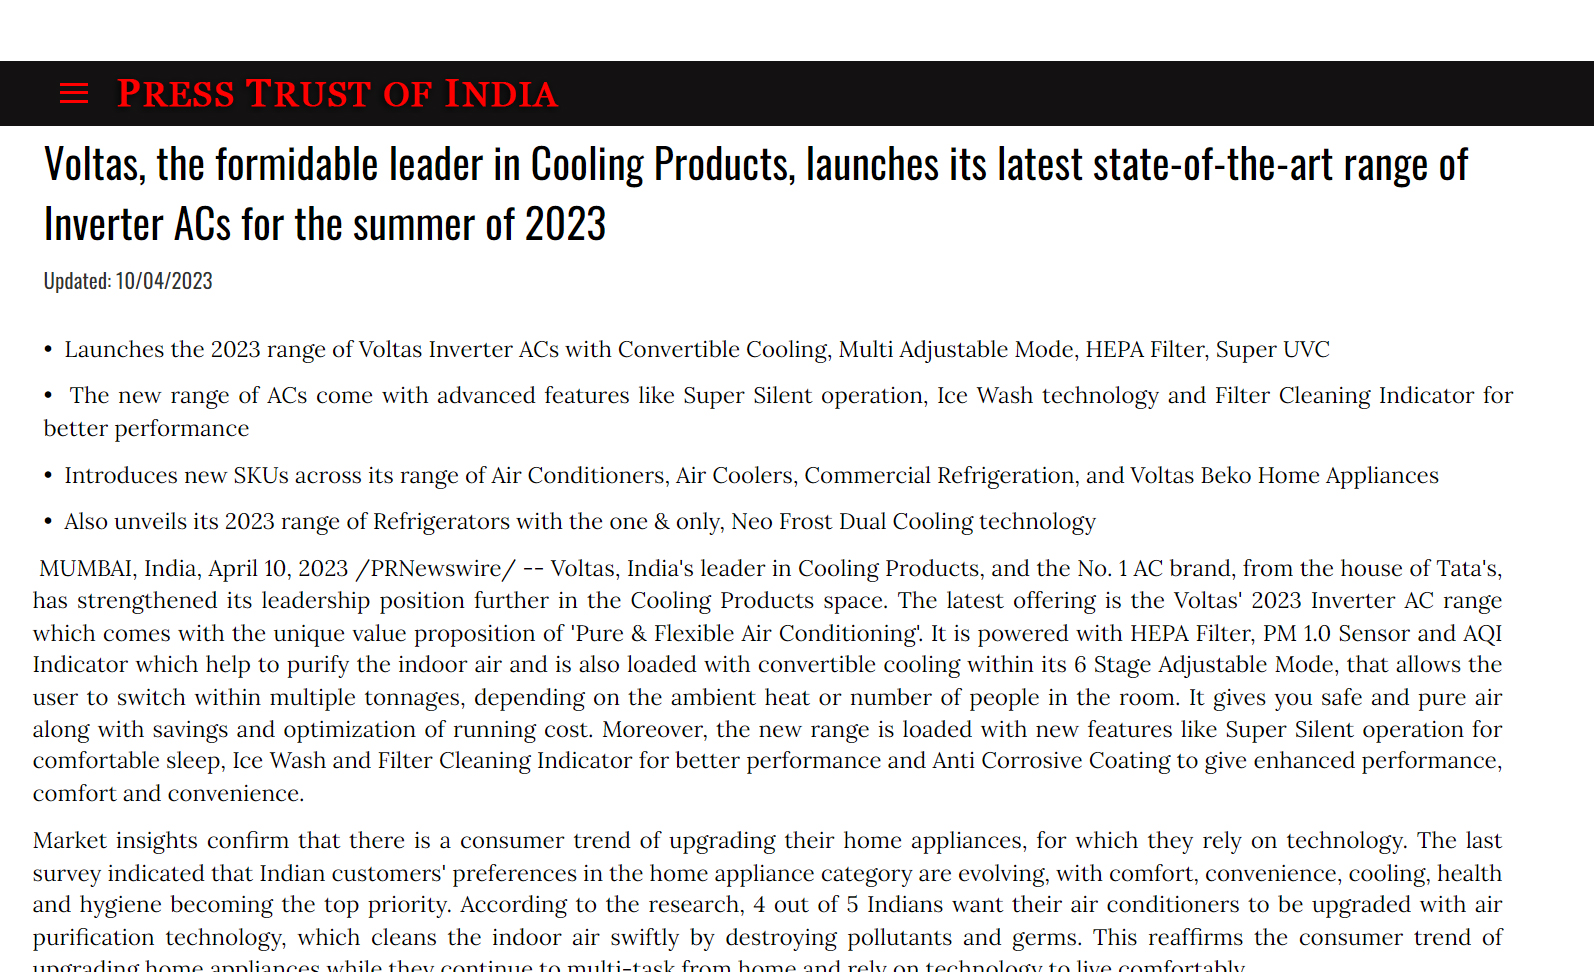 PRESS TRUST OF INDIA
Voltas, the formidable leader in Cooling Products, launches its latest state-of-the-art range of
Inverter ACs for the summer of 2023
Updated: 10/04/2023
• Launches the 2023 range of Voltas Inverter ACs with Convertible Cooling, Multi Adjustable Mode, HEPA Filter, Super UVC
• The new range of ACs come with advanced features like Super Silent operation, Ice Wash technology and Filter Cleaning Indicator for
better performance
• Introduces new SKUs across its range of Air Conditioners, Air Coolers, Commercial Refrigeration, and Voltas Beko Home Appliances
• Also unveils its 2023 range of Refrigerators with the one & only, Neo Frost Dual Cooling technology
MUMBAI, India, April 10, 2023 /PRNewswire/ -- Voltas, India's leader in Cooling Products, and the No. 1 AC brand, from the house of Tata's,
has strengthened its leadership position further in the Cooling Products space. The latest offering is the Voltas' 2023 Inverter AC range
which comes with the unique value proposition of 'Pure & Flexible Air Conditioning'. It is powered with HEPA Filter, PM 1.0 Sensor and AQI
Indicator which help to purify the indoor air and is also loaded with convertible cooling within its 6 Stage Adjustable Mode, that allows the
user to switch within multiple tonnages, depending on the ambient heat or number of people in the room. It gives you safe and pure air
along with savings and optimization of running cost. Moreover, the new range is loaded with new features like Super Silent operation for
comfortable sleep, Ice Wash and Filter Cleaning Indicator for better performance and Anti Corrosive Coating to give enhanced performance,
comfort and convenience.
Market insights confirm that there is a consumer trend of upgrading their home appliances, for which they rely on technology. The last
survey indicated that Indian customers' preferences in the home appliance category are evolving, with comfort, convenience, cooling, health
and hygiene becoming the top priority. According to the research, 4 out of 5 Indians want their air conditioners to be upgraded with air
purification technology, which cleans the indoor air swiftly by destroying pollutants and germs. This reaffirms the consumer trend of
upgrading home appliances while they continue to multi-task from home and rely on technology to live comfortably.